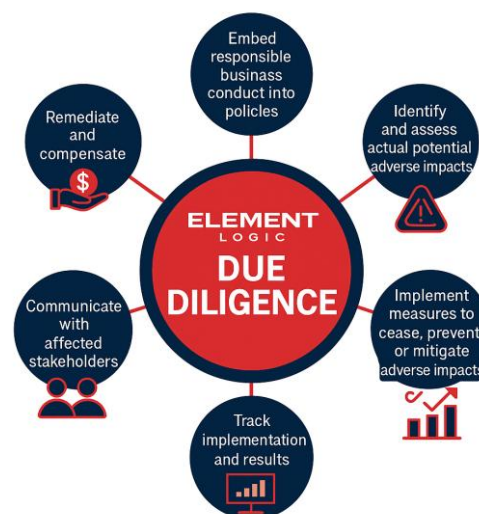 ELEMENT
LOGIC
DUE
DILIGENCE
Embed
responsible
businass
conduct into
policies
Identify
and assess
actual potential
adverse impacts
Implement
measures to
cease, prevent
or mitigate
adverse impacts
Track
implementation
and results
Communicate
with affected
stakeholders
Remediate
and
compensate
$